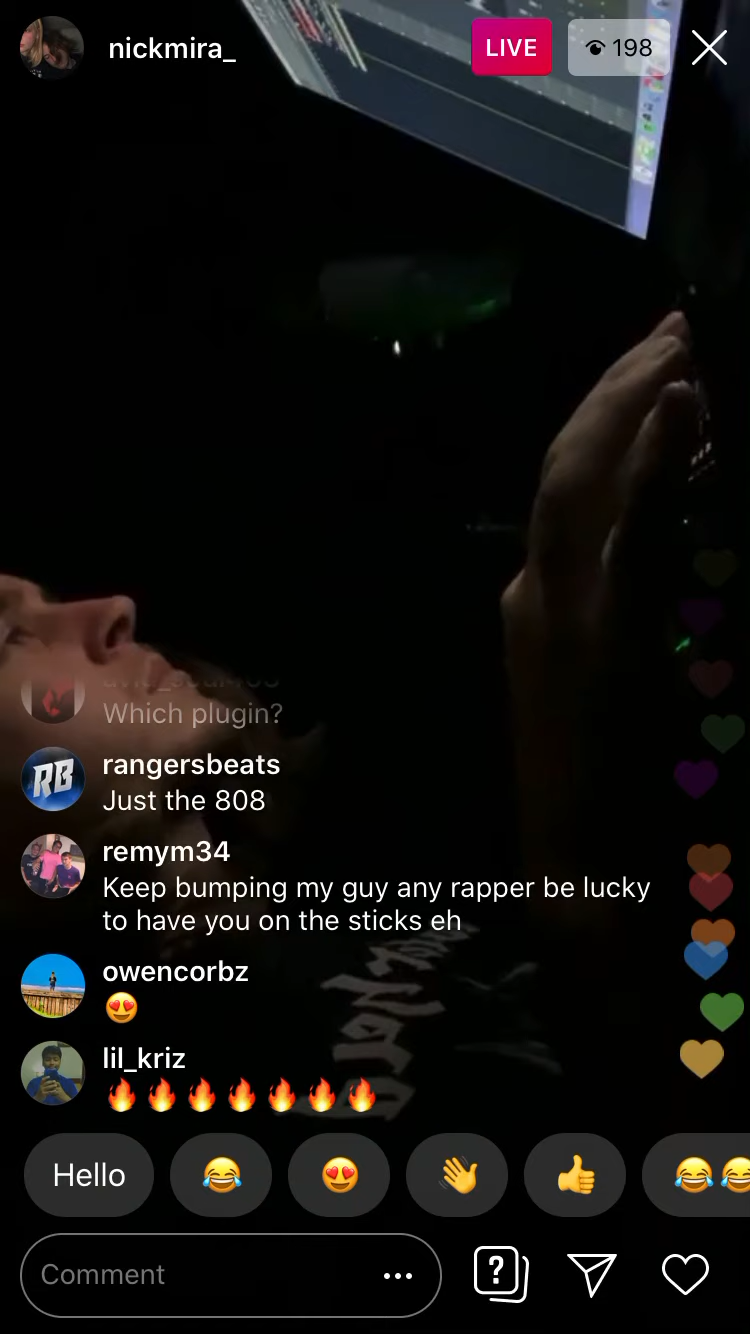 nickmira_
LIVE
198
Which plugin?
RB
rangersbeats
Just the 808
remym34
Keep bumping my guy any rapper be lucky
to have you on the sticks eh
owencorbz
😍
lil_kriz
🔥🔥🔥🔥🔥🔥🔥
Hello 😂 😍 👋 👍 😂😂
Comment
?